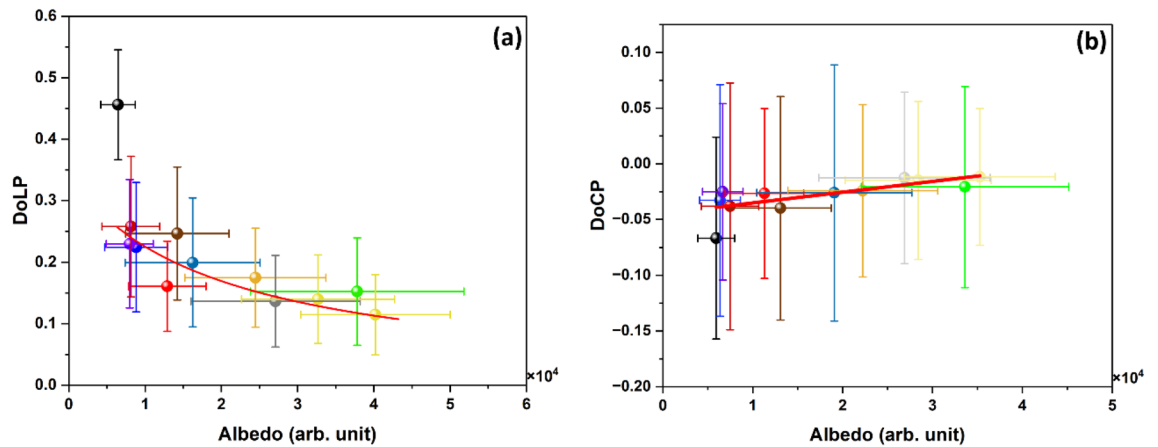 (a)
0.6
0.5
0.4
0.3
0.2
0.1
0.0
DoLP
0 1 2 3 4 5 6
×10⁴
Albedo (arb. unit)
(b)
0.10
0.05
0.00
−0.05
−0.10
−0.15
−0.20
DoCP
0 1 2 3 4 5
×10⁴
Albedo (arb. unit)